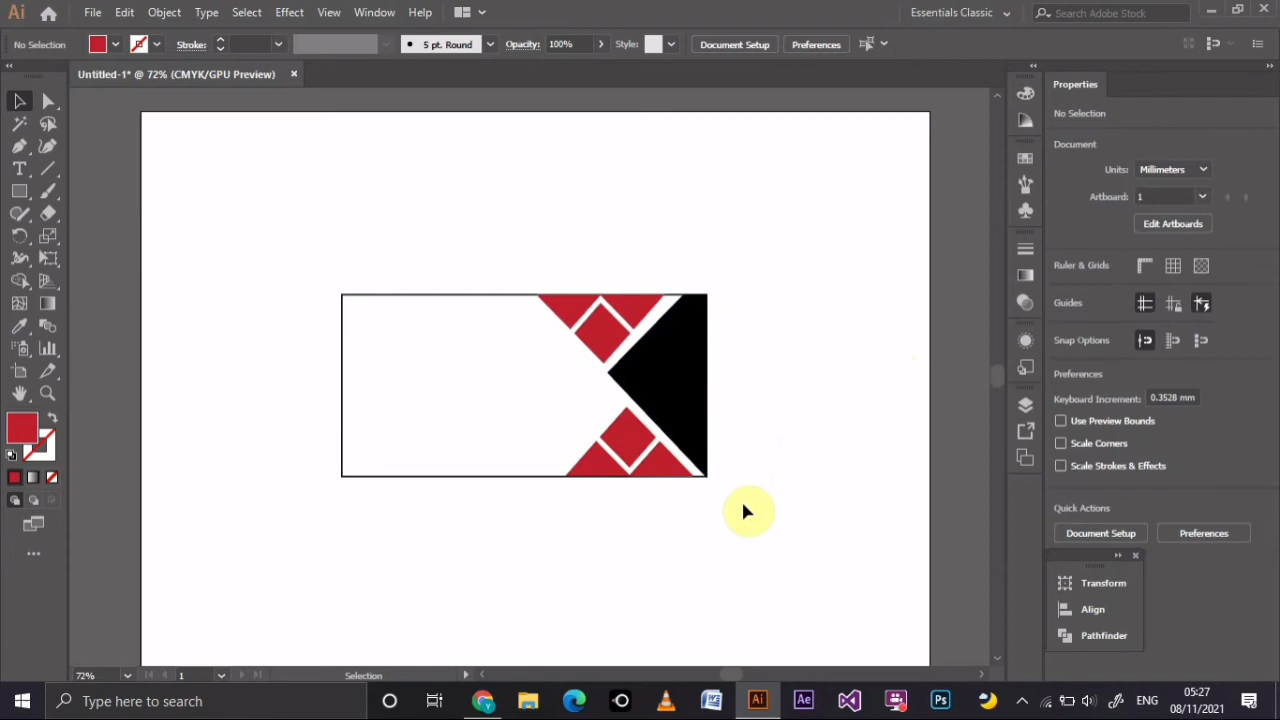 Ai File Edit Object Type Select Effect View Window Help Essentials Classic Search Adobe Stock
No Selection Stroke: 5 pt. Round Opacity: 100% Style: Document Setup Preferences
Untitled-1* @ 72% (CMYK/GPU Preview)
Properties
No Selection
Document
Units: Millimeters
Artboard: 1
Edit Artboards
Ruler & Grids
Guides
Snap Options
Preferences
Keyboard Increment: 0.3528 mm
Use Preview Bounds
Scale Corners
Scale Strokes & Effects
Quick Actions
Document Setup Preferences
Transform
Align
Pathfinder
72% 1 Selection
Type here to search Ai Ae Ps ENG 05:27
08/11/2021